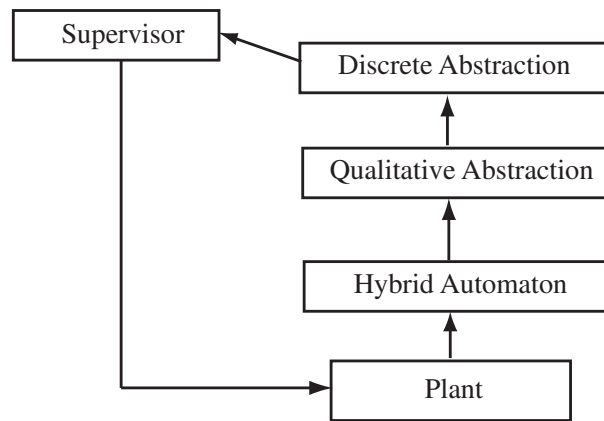 Supervisor
Discrete Abstraction
Qualitative Abstraction
Hybrid Automaton
Plant